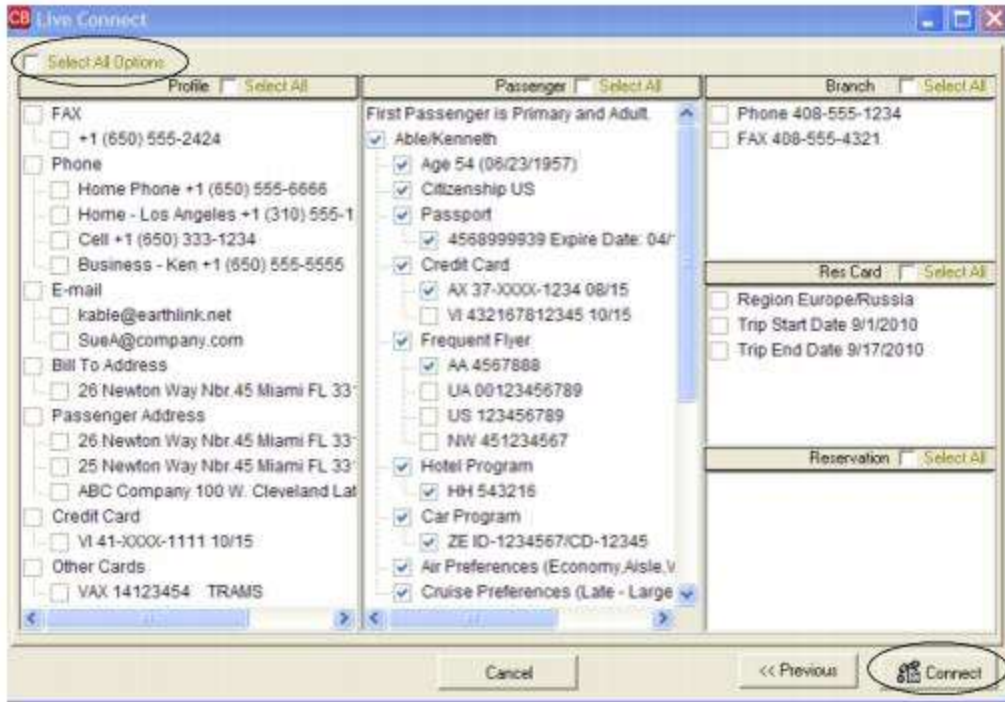 CB Live Connect
Select All Options
Profile Select All
FAX
+1 (650) 555-2424
Phone
Home Phone +1 (650) 555-6666
Home - Los Angeles +1 (310) 555-1
Cell +1 (650) 333-1234
Business - Ken +1 (650) 555-5555
E-mail
kable@earthlink.net
SueA@company.com
Bill To Address
26 Newton Way Nbr.45 Miami FL 331
Passenger Address
26 Newton Way Nbr.45 Miami FL 331
25 Newton Way Nbr.45 Miami FL 331
ABC Company 100 W. Cleveland Lat
Credit Card
VI 41-XXXX-1111 10/15
Other Cards
VAX 14123454 TRAMS
Passenger Select All
First Passenger is Primary and Adult.
Able/Kenneth
Age 54 (06/23/1957)
Citizenship US
Passport
4568999939 Expire Date: 04/
Credit Card
AX 37-XXXX-1234 08/15
VI 432167812345 10/15
Frequent Flyer
AA 4567888
UA 00123456789
US 123456789
NW 451234567
Hotel Program
HH 543216
Car Program
ZE ID-1234567/CD-12345
Air Preferences (Economy,Aisle,V
Cruise Preferences (Late - Large
Branch Select All
Phone 408-555-1234
FAX 408-555-4321
Res Card Select All
Region Europe/Russia
Trip Start Date 9/1/2010
Trip End Date 9/17/2010
Reservation Select All
Cancel
<< Previous
Connect